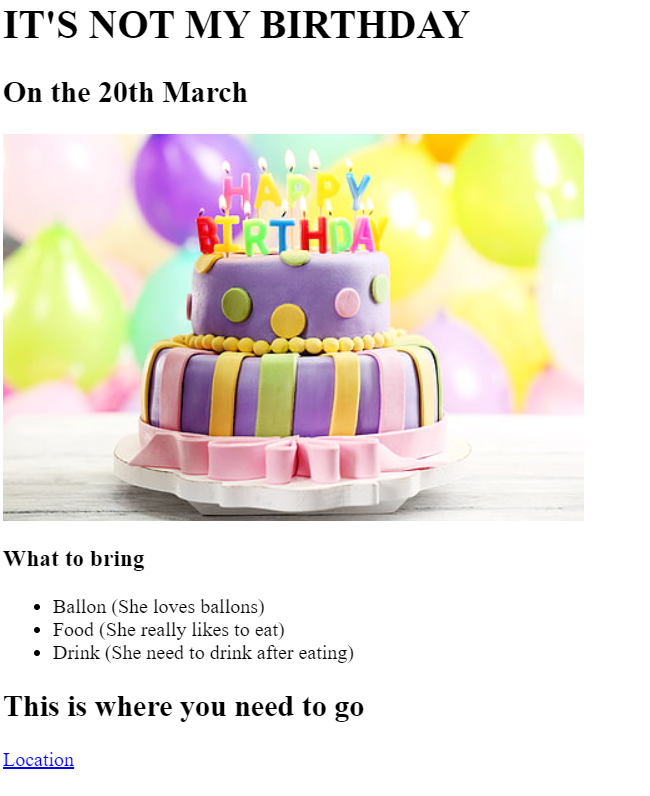 IT'S NOT MY BIRTHDAY
On the 20th March
HAPPY
BIRTHDAY
What to bring
Ballon (She loves ballons)
Food (She really likes to eat)
Drink (She need to drink after eating)
This is where you need to go
Location